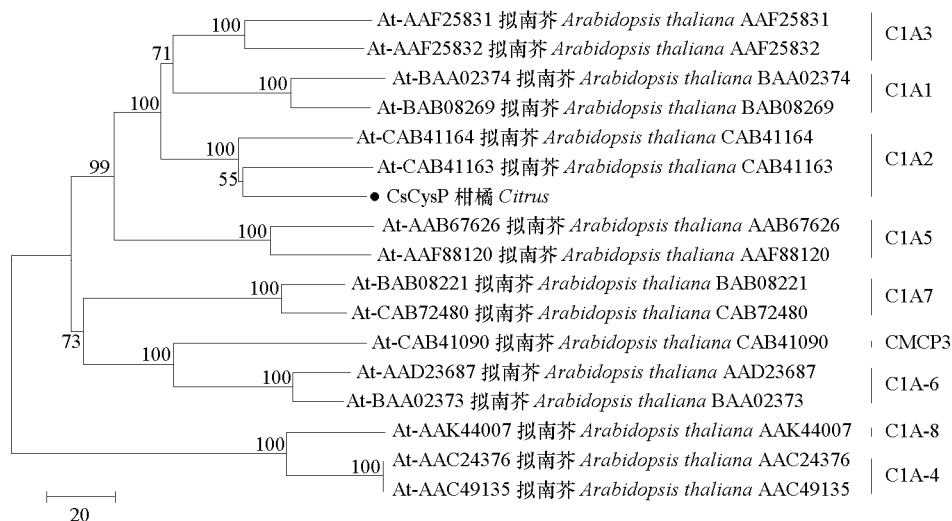 At-AAF25831 拟南芥 Arabidopsis thaliana AAF25831
At-AAF25832 拟南芥 Arabidopsis thaliana AAF25832
C1A3
At-BAA02374 拟南芥 Arabidopsis thaliana BAA02374
At-BAB08269 拟南芥 Arabidopsis thaliana BAB08269
C1A1
At-CAB41164 拟南芥 Arabidopsis thaliana CAB41164
At-CAB41163 拟南芥 Arabidopsis thaliana CAB41163
CsCysP 柑橘 Citrus
C1A2
At-AAB67626 拟南芥 Arabidopsis thaliana AAB67626
At-AAF88120 拟南芥 Arabidopsis thaliana AAF88120
C1A5
At-BAB08221 拟南芥 Arabidopsis thaliana BAB08221
At-CAB72480 拟南芥 Arabidopsis thaliana CAB72480
C1A7
At-CAB41090 拟南芥 Arabidopsis thaliana CAB41090
CMCP3
At-AAD23687 拟南芥 Arabidopsis thaliana AAD23687
At-BAA02373 拟南芥 Arabidopsis thaliana BAA02373
C1A-6
At-AAK44007 拟南芥 Arabidopsis thaliana AAK44007
C1A-8
At-AAC24376 拟南芥 Arabidopsis thaliana AAC24376
At-AAC49135 拟南芥 Arabidopsis thaliana AAC49135
C1A-4
100
71
100
100
100
55
99
100
100
73
100
100
100
100
20